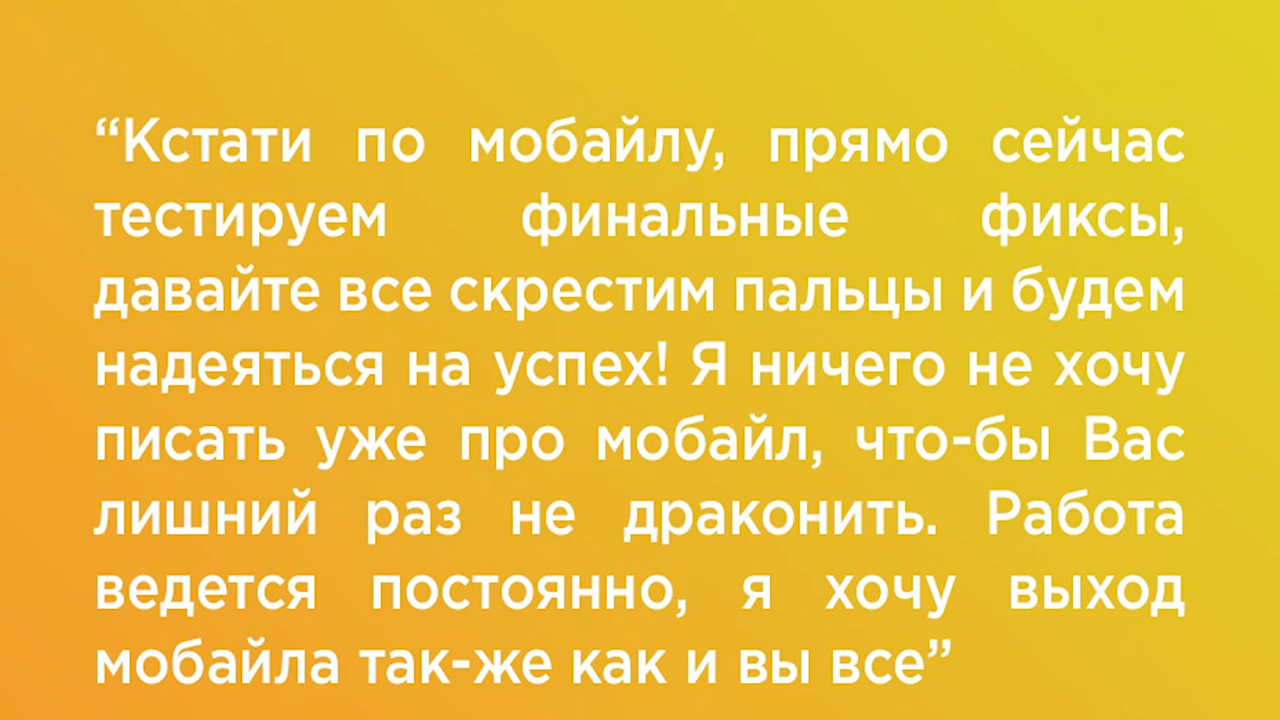 “Кстати по мобайлу, прямо сейчас
тестируем финальные фиксы,
давайте все скрестим пальцы и будем
надеяться на успех! Я ничего не хочу
писать уже про мобайл, что-бы Вас
лишний раз не драконить. Работа
ведется постоянно, я хочу выход
мобайла так-же как и вы все”